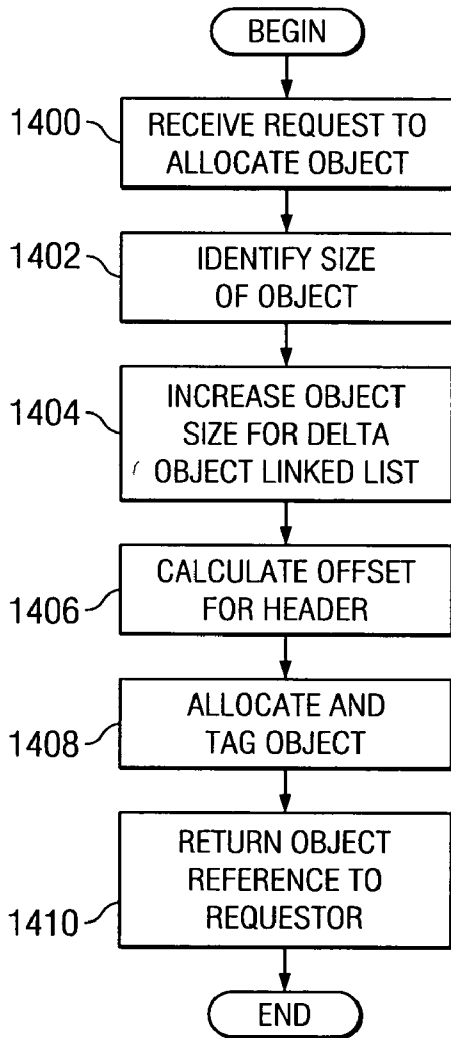 BEGIN
1400
RECEIVE REQUEST TO
ALLOCATE OBJECT
1402
IDENTIFY SIZE
OF OBJECT
1404
INCREASE OBJECT
SIZE FOR DELTA
OBJECT LINKED LIST
1406
CALCULATE OFFSET
FOR HEADER
1408
ALLOCATE AND
TAG OBJECT
1410
RETURN OBJECT
REFERENCE TO
REQUESTOR
END